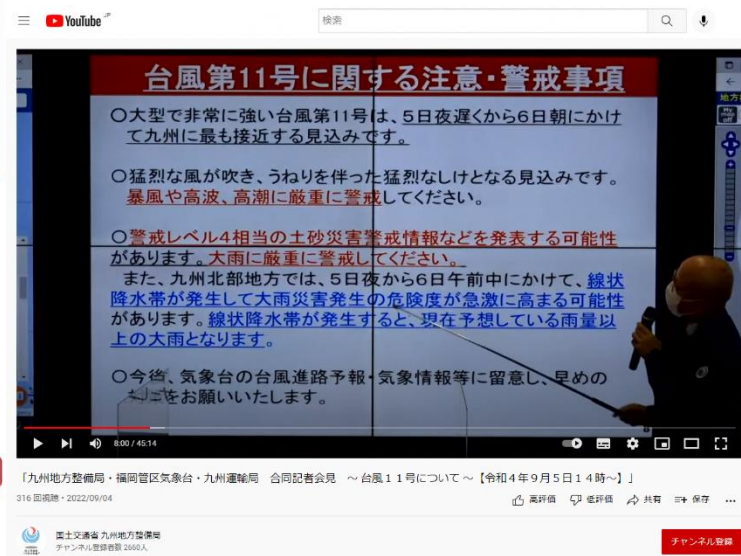 YouTube JP
検索
台風第11号に関する注意・警戒事項
〇大型で非常に強い台風第11号は、5日夜遅くから6日朝にかけ
て九州に最も接近する見込みです。
〇猛烈な風が吹き、うねりを伴った猛烈なしけとなる見込みです。
暴風や高波、高潮に厳重に警戒してください。
〇警戒レベル4相当の土砂災害警戒情報などを発表する可能性
があります。大雨に厳重に警戒してください。
また、九州北部地方では、5日夜から6日午前中にかけて、線状
降水帯が発生して大雨災害発生の危険度が急激に高まる可能性
があります。線状降水帯が発生すると、現在予想している雨量以
上の大雨となります。
〇今後、気象台の台風進路予報・気象情報等に留意し、早めの
をお願いいたします。
地方
8:00 / 45:14
「九州地方整備局・福岡管区気象台・九州運輸局 合同記者会見 ～台風１１号について～【令和４年９月５日１４時～】」
316 回視聴・2022/09/04
高評価 低評価 共有 保存 …
国土交通省 九州地方整備局
チャンネル登録者数 2660人
チャンネル登録